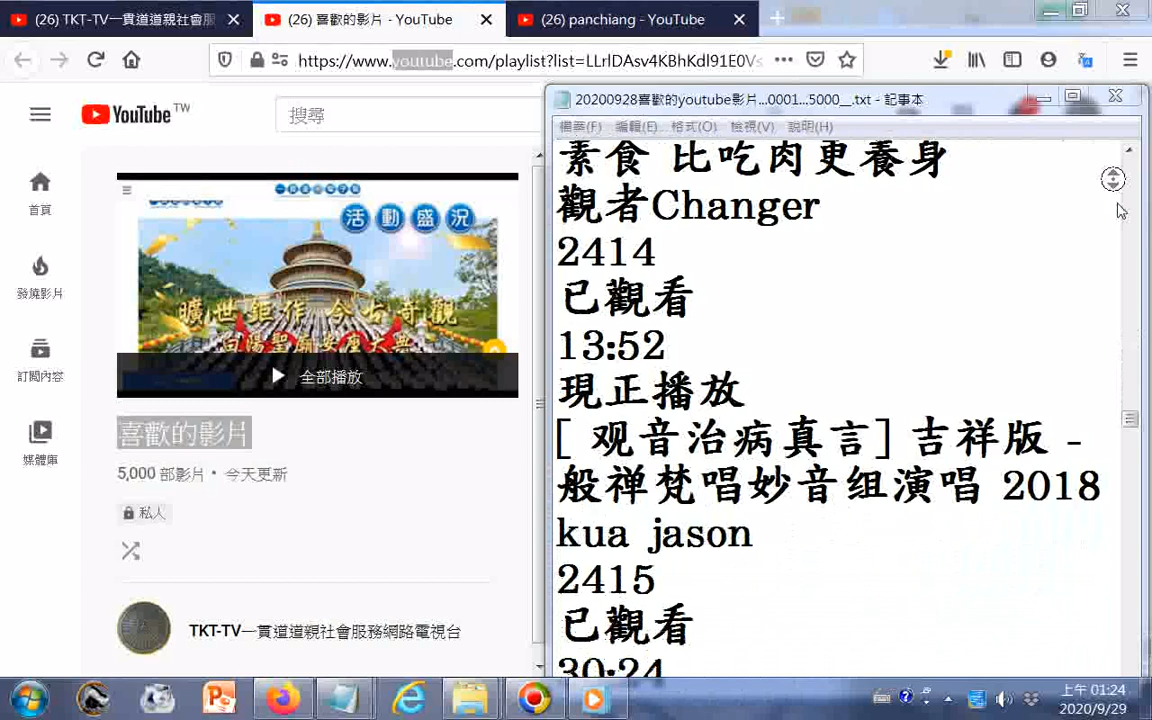 (26) TKT-TV一貫道道親社會服
(26) 喜歡的影片 - YouTube
(26) panchiang - YouTube
https://www.youtube.com/playlist?list=LLrlDAsv4KBhKdl91E0Vs
YouTube TW
搜尋
首頁
發燒影片
訂閱內容
媒體庫
活動盛況
曠世鉅作 今古奇觀
白陽聖廟安座大典
全部播放
喜歡的影片
5,000 部影片 • 今天更新
私人
TKT-TV一貫道道親社會服務網路電視台
20200928喜歡的youtube影片...0001...5000__.txt - 記事本
檔案(F) 編輯(E) 格式(O) 檢視(V) 說明(H)
素食 比吃肉更養身
觀者Changer
2414
已觀看
13:52
現正播放
[ 观音治病真言] 吉祥版 -
般禅梵唱妙音组演唱 2018
kua jason
2415
已觀看
30:24
上午 01:24
2020/9/29